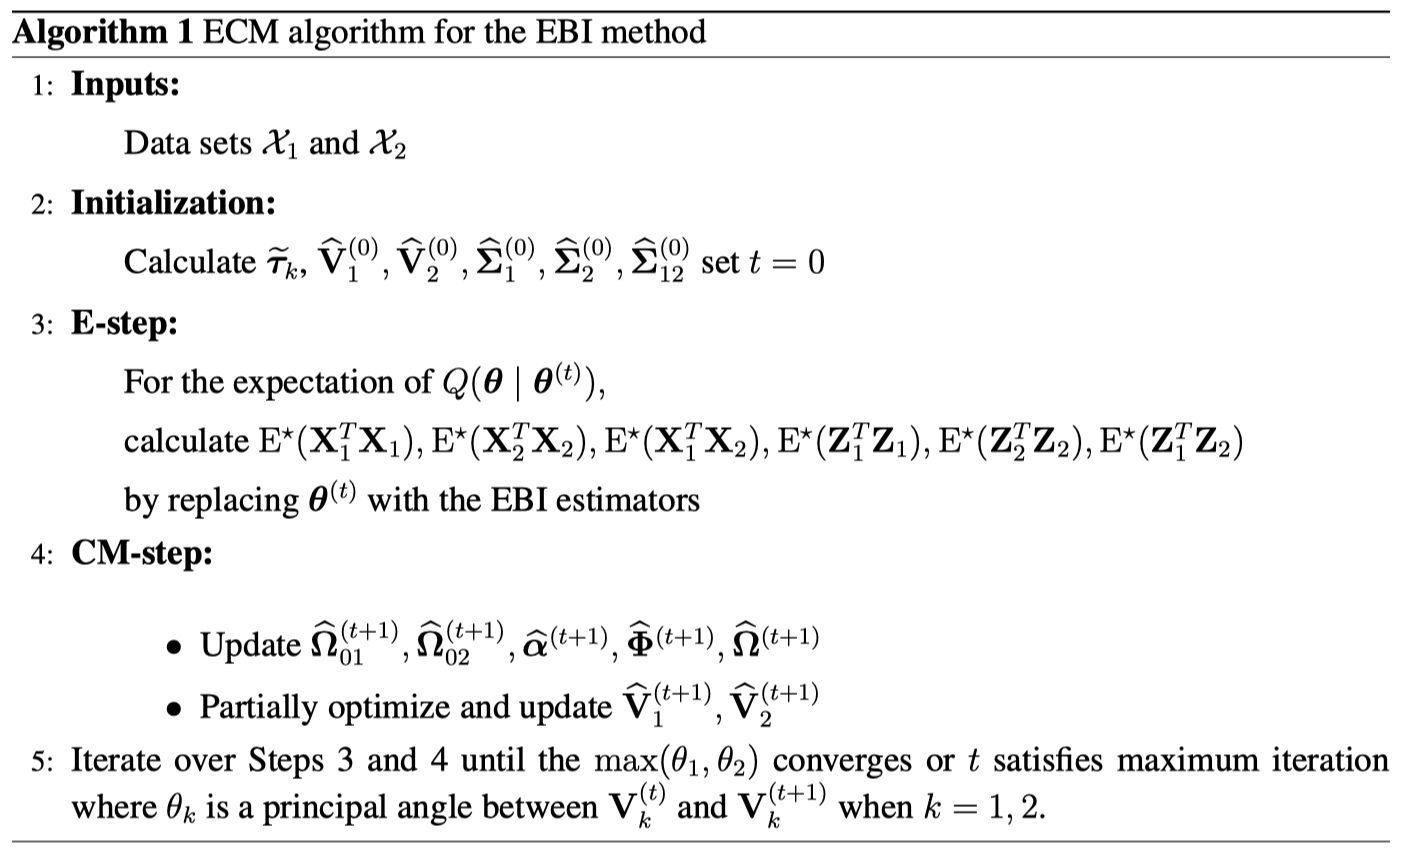 Algorithm 1 ECM algorithm for the EBI method
1: Inputs:
Data sets 𝒳₁ and 𝒳₂
2: Initialization:
Calculate $\widetilde{\boldsymbol{\tau}}_k, \widehat{\mathbf{V}}_1^{(0)}, \widehat{\mathbf{V}}_2^{(0)}, \widehat{\boldsymbol{\Sigma}}_1^{(0)}, \widehat{\boldsymbol{\Sigma}}_2^{(0)}, \widehat{\boldsymbol{\Sigma}}_{12}^{(0)}$ set $t = 0$
3: E-step:
For the expectation of $Q(\boldsymbol{\theta} \mid \boldsymbol{\theta}^{(t)})$,
calculate $\mathrm{E}^\star(\mathbf{X}_1^T\mathbf{X}_1), \mathrm{E}^\star(\mathbf{X}_2^T\mathbf{X}_2), \mathrm{E}^\star(\mathbf{X}_1^T\mathbf{X}_2), \mathrm{E}^\star(\mathbf{Z}_1^T\mathbf{Z}_1), \mathrm{E}^\star(\mathbf{Z}_2^T\mathbf{Z}_2), \mathrm{E}^\star(\mathbf{Z}_1^T\mathbf{Z}_2)$
by replacing $\boldsymbol{\theta}^{(t)}$ with the EBI estimators
4: CM-step:
• Update $\widehat{\boldsymbol{\Omega}}_{01}^{(t+1)}, \widehat{\boldsymbol{\Omega}}_{02}^{(t+1)}, \widehat{\boldsymbol{\alpha}}^{(t+1)}, \widehat{\boldsymbol{\Phi}}^{(t+1)}, \widehat{\boldsymbol{\Omega}}^{(t+1)}$
• Partially optimize and update $\widehat{\mathbf{V}}_1^{(t+1)}, \widehat{\mathbf{V}}_2^{(t+1)}$
5: Iterate over Steps 3 and 4 until the $\max(\theta_1, \theta_2)$ converges or $t$ satisfies maximum iteration
where $\theta_k$ is a principal angle between $\mathbf{V}_k^{(t)}$ and $\mathbf{V}_k^{(t+1)}$ when $k = 1, 2$.